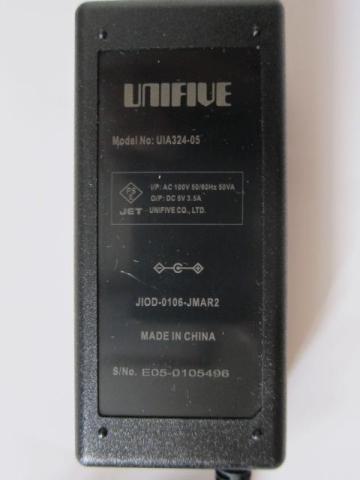 UNIFIVE
Model No: UIA324-05
PS
E
I/P: AC 100V 50/60Hz 50VA
O/P: DC 5V 3.5A
JET UNIFIVE CO., LTD.
JIOD-0106-JMAR2
MADE IN CHINA
S/No. E05-0105496